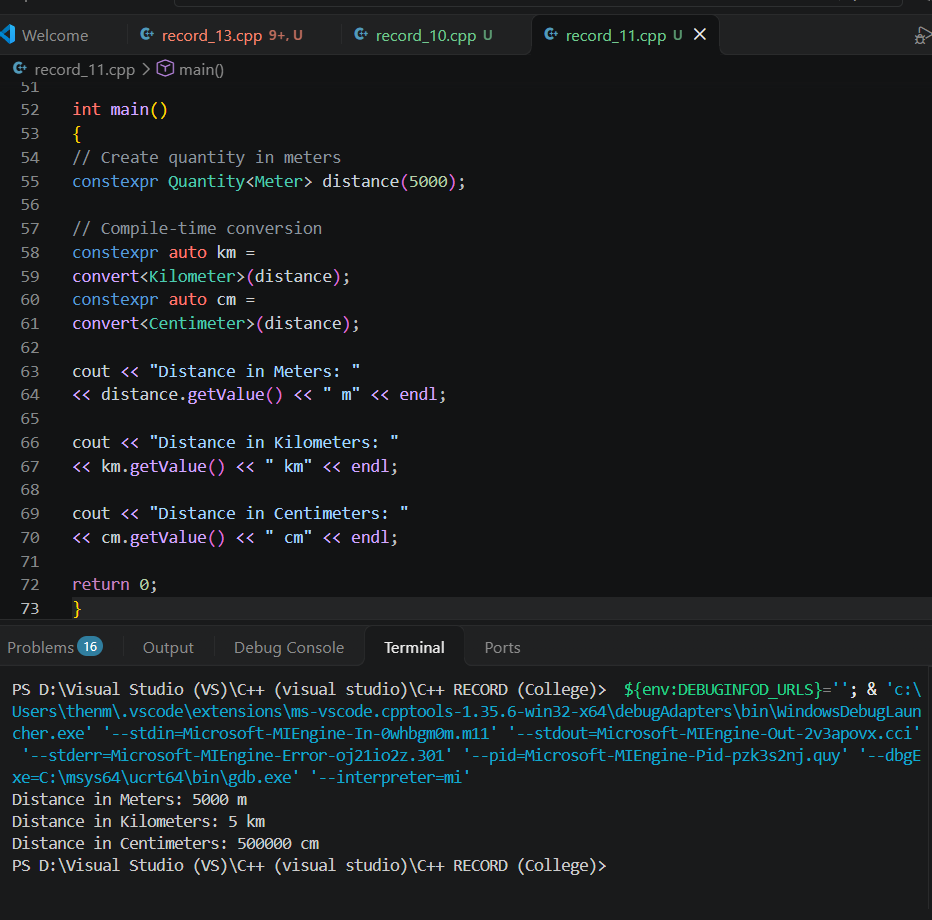 Welcome
record_13.cpp 9+, U
record_10.cpp U
record_11.cpp U
record_11.cpp > main()
51
52 int main()
53 {
54 // Create quantity in meters
55 constexpr Quantity<Meter> distance(5000);
56
57 // Compile-time conversion
58 constexpr auto km =
59 convert<Kilometer>(distance);
60 constexpr auto cm =
61 convert<Centimeter>(distance);
62
63 cout << "Distance in Meters: "
64 << distance.getValue() << " m" << endl;
65
66 cout << "Distance in Kilometers: "
67 << km.getValue() << " km" << endl;
68
69 cout << "Distance in Centimeters: "
70 << cm.getValue() << " cm" << endl;
71
72 return 0;
73 }
Problems 16 Output Debug Console Terminal Ports
PS D:\Visual Studio (VS)\C++ (visual studio)\C++ RECORD (College)> ${env:DEBUGINFOD_URLS}=''; & 'c:\
Users\thenm\.vscode\extensions\ms-vscode.cpptools-1.35.6-win32-x64\debugAdapters\bin\WindowsDebugLaun
cher.exe' '--stdin=Microsoft-MIEngine-In-0whbgm0m.m11' '--stdout=Microsoft-MIEngine-Out-2v3apovx.cci'
'--stderr=Microsoft-MIEngine-Error-oj21io2z.301' '--pid=Microsoft-MIEngine-Pid-pzk3s2nj.quy' '--dbgE
xe=C:\msys64\ucrt64\bin\gdb.exe' '--interpreter=mi'
Distance in Meters: 5000 m
Distance in Kilometers: 5 km
Distance in Centimeters: 500000 cm
PS D:\Visual Studio (VS)\C++ (visual studio)\C++ RECORD (College)>